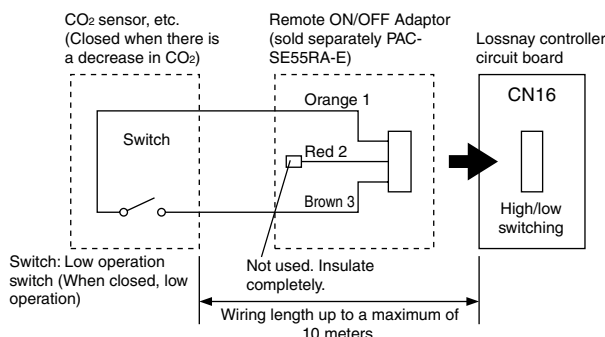 CO₂ sensor, etc.
(Closed when there is
a decrease in CO₂)
Remote ON/OFF Adaptor
(sold separately PAC-
SE55RA-E)
Lossnay controller
circuit board
Orange 1
CN16
Switch
Red 2
Brown 3
High/low
switching
Switch: Low operation
switch (When closed, low
operation)
Not used. Insulate
completely.
Wiring length up to a maximum of
10 meters